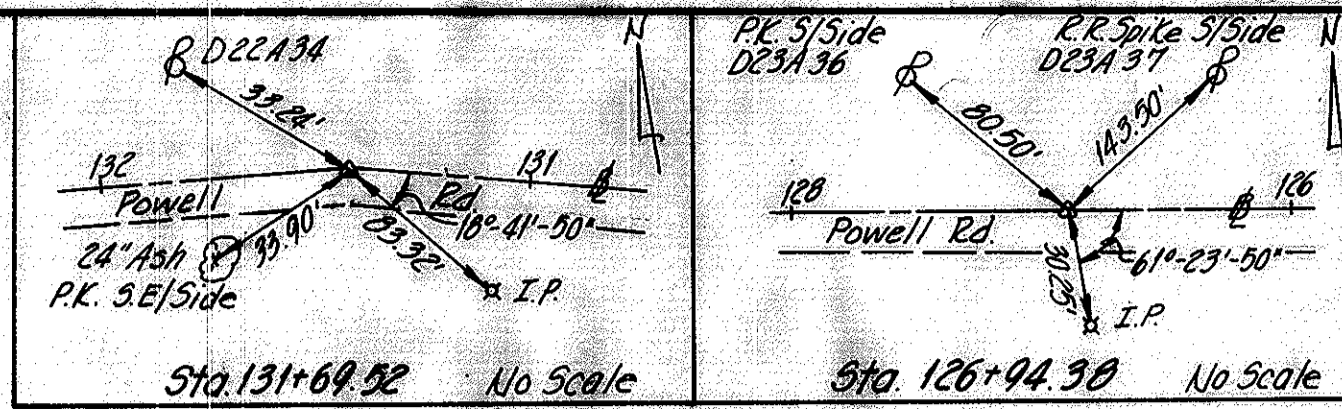 D22A34
N
33.24'
132
131
℄
Powell Rd
18°-41'-50"
33.90'
83.32'
24" Ash
P.K. S.E/Side
I.P.
Sta. 131+69.52 No Scale
P.K. S/Side
D23A36
R.R. Spike S/Side
D23A37
N
80.50'
143.50'
128
126
℄
Powell Rd.
30.25'
61°-23'-50"
I.P.
Sta. 126+94.38 No Scale